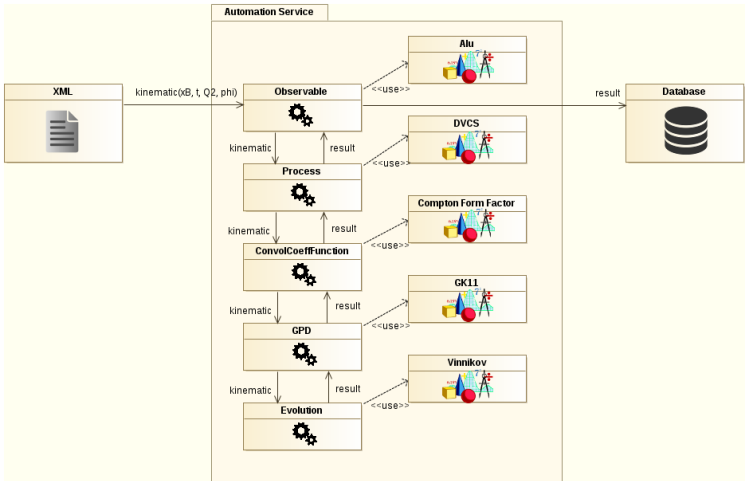 Automation Service
Alu
XML
kinematic(xB, t, Q2, phi)
Observable
<<use>>
result
Database
DVCS
kinematic
result
Process
<<use>>
Compton Form Factor
kinematic
result
ConvolCoeffFunction
<<use>>
GK11
kinematic
result
GPD
<<use>>
Vinnikov
kinematic
result
Evolution
<<use>>